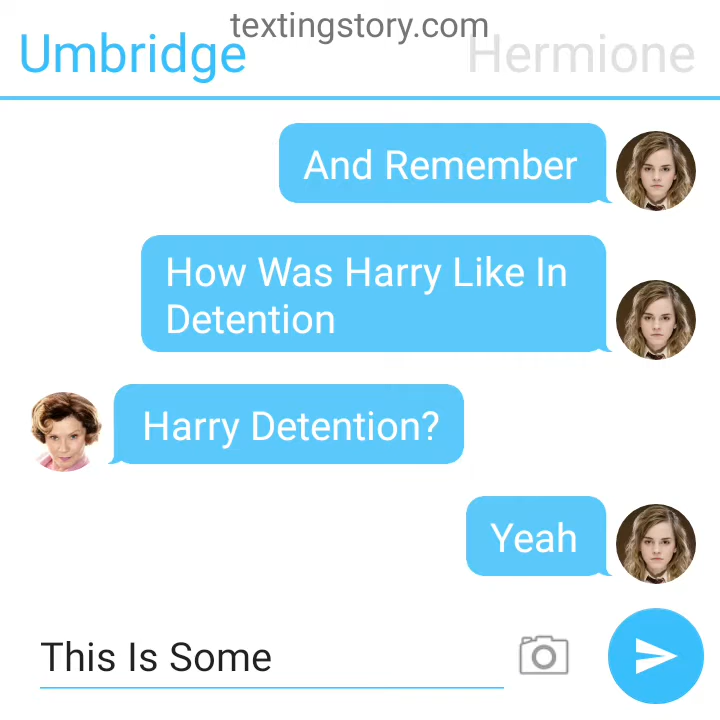 textingstory.com
Umbridge
Hermione
And Remember
How Was Harry Like In
Detention
Harry Detention?
Yeah
This Is Some